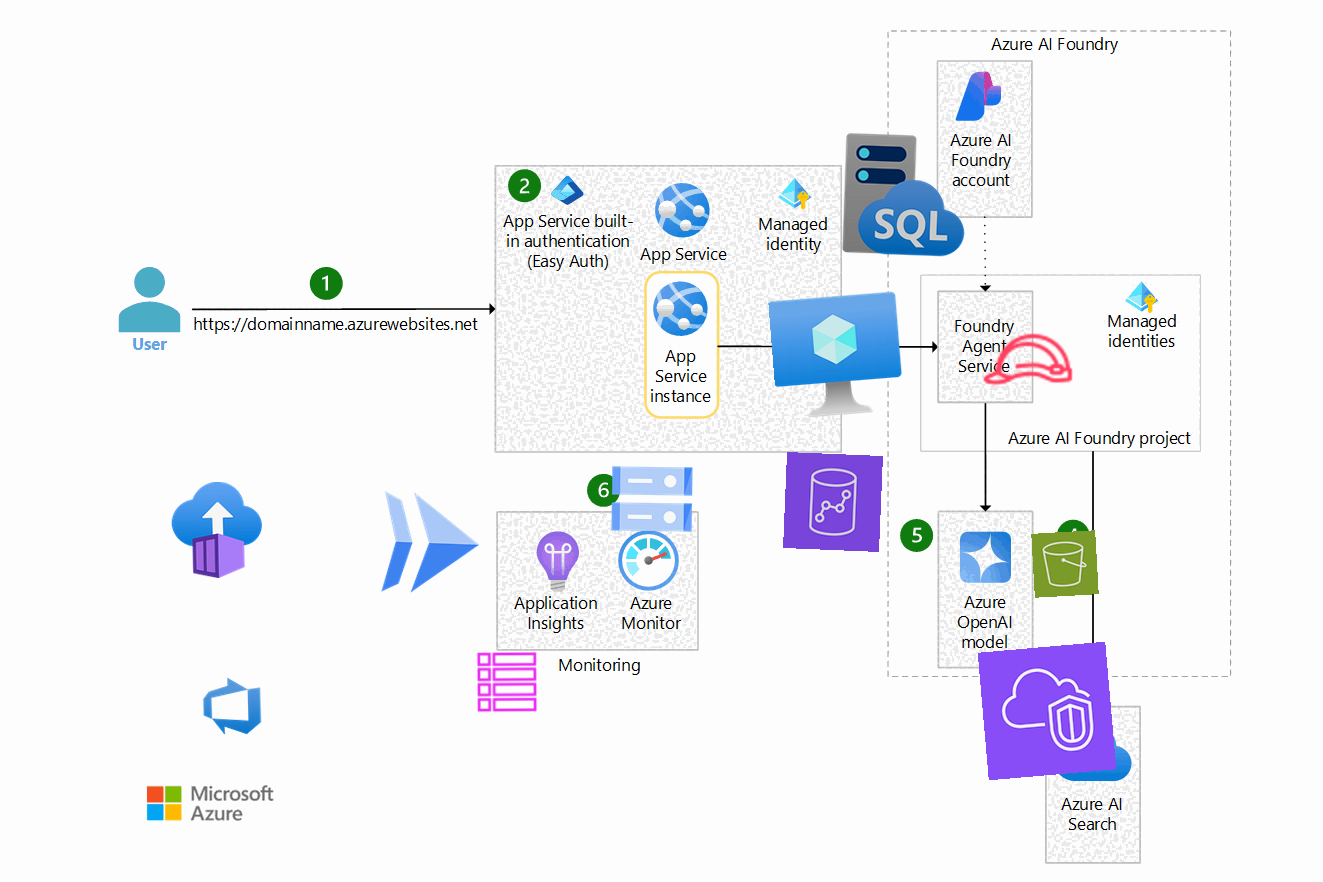 Azure AI Foundry
Azure AI
Foundry
account
2
App Service built-
in authentication
(Easy Auth)
App Service
Managed
identity
SQL
1
https://domainname.azurewebsites.net
User
App
Service
instance
Foundry
Agent
Service
Managed
identities
Azure AI Foundry project
6
Application
Insights
Azure
Monitor
Monitoring
5
Azure
OpenAI
model
Azure AI
Search
Microsoft
Azure